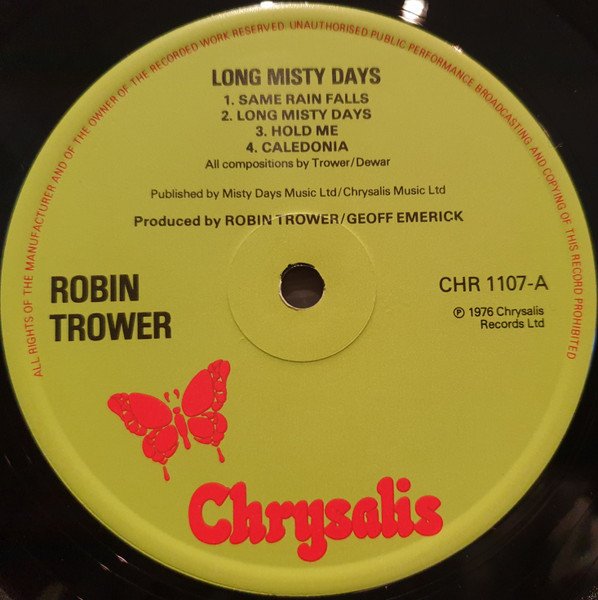 ALL RIGHTS OF THE MANUFACTURER AND OF THE OWNER OF THE RECORDED WORK RESERVED. UNAUTHORISED PUBLIC PERFORMANCE BROADCASTING AND COPYING OF THIS RECORD PROHIBITED
LONG MISTY DAYS
1. SAME RAIN FALLS
2. LONG MISTY DAYS
3. HOLD ME
4. CALEDONIA
All compositions by Trower/Dewar
Published by Misty Days Music Ltd/Chrysalis Music Ltd
Produced by ROBIN TROWER/GEOFF EMERICK
ROBIN
TROWER
CHR 1107-A
℗ 1976 Chrysalis
Records Ltd
Chrysalis